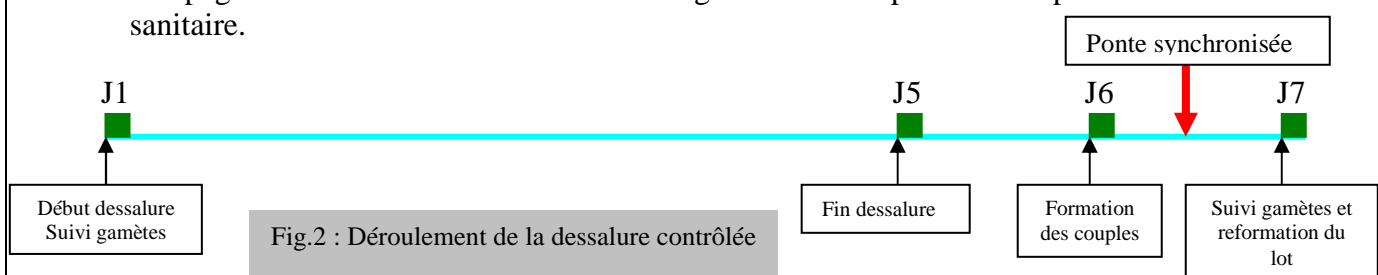 sanitaire.
Ponte synchronisée
J1
J5
J6
J7
Début dessalure
Suivi gamètes
Fin dessalure
Formation
des couples
Suivi gamètes et
reformation du
lot
Fig.2 : Déroulement de la dessalure contrôlée